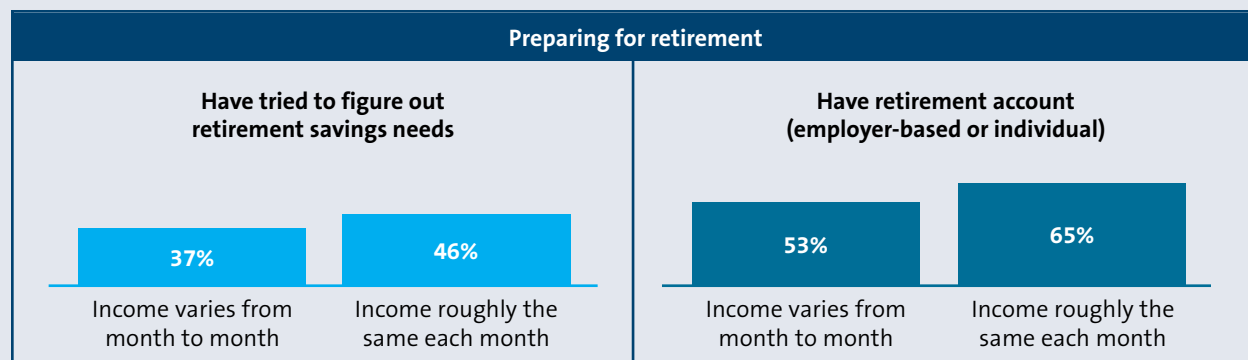 Preparing for retirement
Have tried to figure out
retirement savings needs
37%
46%
Income varies from
month to month
Income roughly the
same each month
Have retirement account
(employer-based or individual)
53%
65%
Income varies from
month to month
Income roughly the
same each month